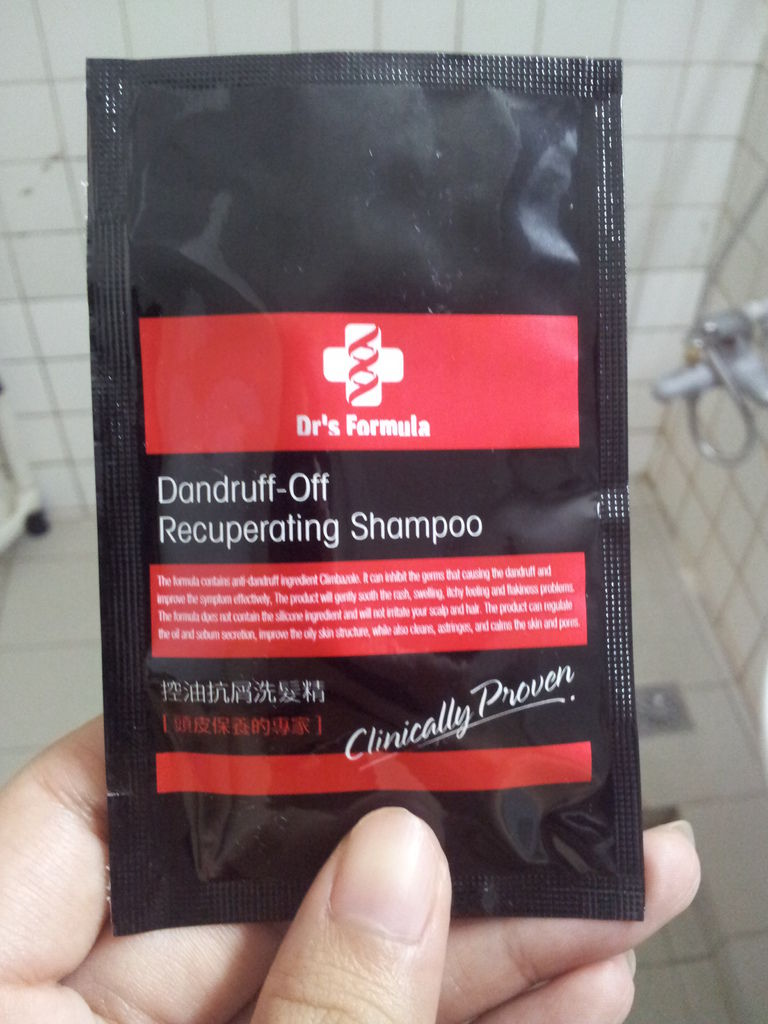 Dr's Formula
Dandruff-Off
Recuperating Shampoo
The formula contains anti-dandruff ingredient Climbazole. It can inhibit the germs that causing the dandruff and
improve the symptom effectively, The product will gently sooth the rash, swelling, itchy feeling and flakiness problems.
The formula does not contain the silicone ingredient and will not irritate your scalp and hair. The product can regulate
the oil and sebum secretion, improve the oily skin structure, while also cleans, astringes, and calms the skin and pores.
控油抗屑洗髮精
[ 頭皮保養的專家 ]
Clinically Proven.